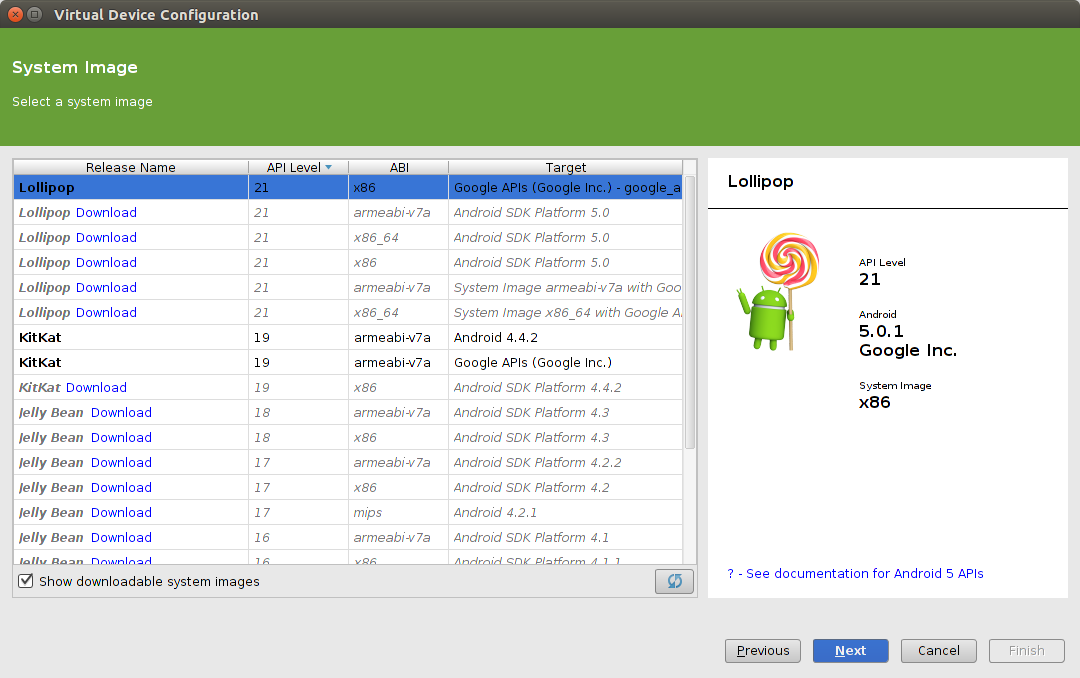 Virtual Device Configuration
System Image
Select a system image
Release Name API Level ABI Target
Lollipop 21 x86 Google APIs (Google Inc.) - google_a
Lollipop Download 21 armeabi-v7a Android SDK Platform 5.0
Lollipop Download 21 x86_64 Android SDK Platform 5.0
Lollipop Download 21 x86 Android SDK Platform 5.0
Lollipop Download 21 armeabi-v7a System Image armeabi-v7a with Goo
Lollipop Download 21 x86_64 System Image x86_64 with Google A
KitKat 19 armeabi-v7a Android 4.4.2
KitKat 19 armeabi-v7a Google APIs (Google Inc.)
KitKat Download 19 x86 Android SDK Platform 4.4.2
Jelly Bean Download 18 armeabi-v7a Android SDK Platform 4.3
Jelly Bean Download 18 x86 Android SDK Platform 4.3
Jelly Bean Download 17 armeabi-v7a Android SDK Platform 4.2.2
Jelly Bean Download 17 x86 Android SDK Platform 4.2
Jelly Bean Download 17 mips Android 4.2.1
Jelly Bean Download 16 armeabi-v7a Android SDK Platform 4.1
Jelly Bean Download 16 x86 Android SDK Platform 4.1.1
Show downloadable system images
Lollipop
API Level
21
Android
5.0.1
Google Inc.
System Image
x86
? - See documentation for Android 5 APIs
Previous Next Cancel Finish